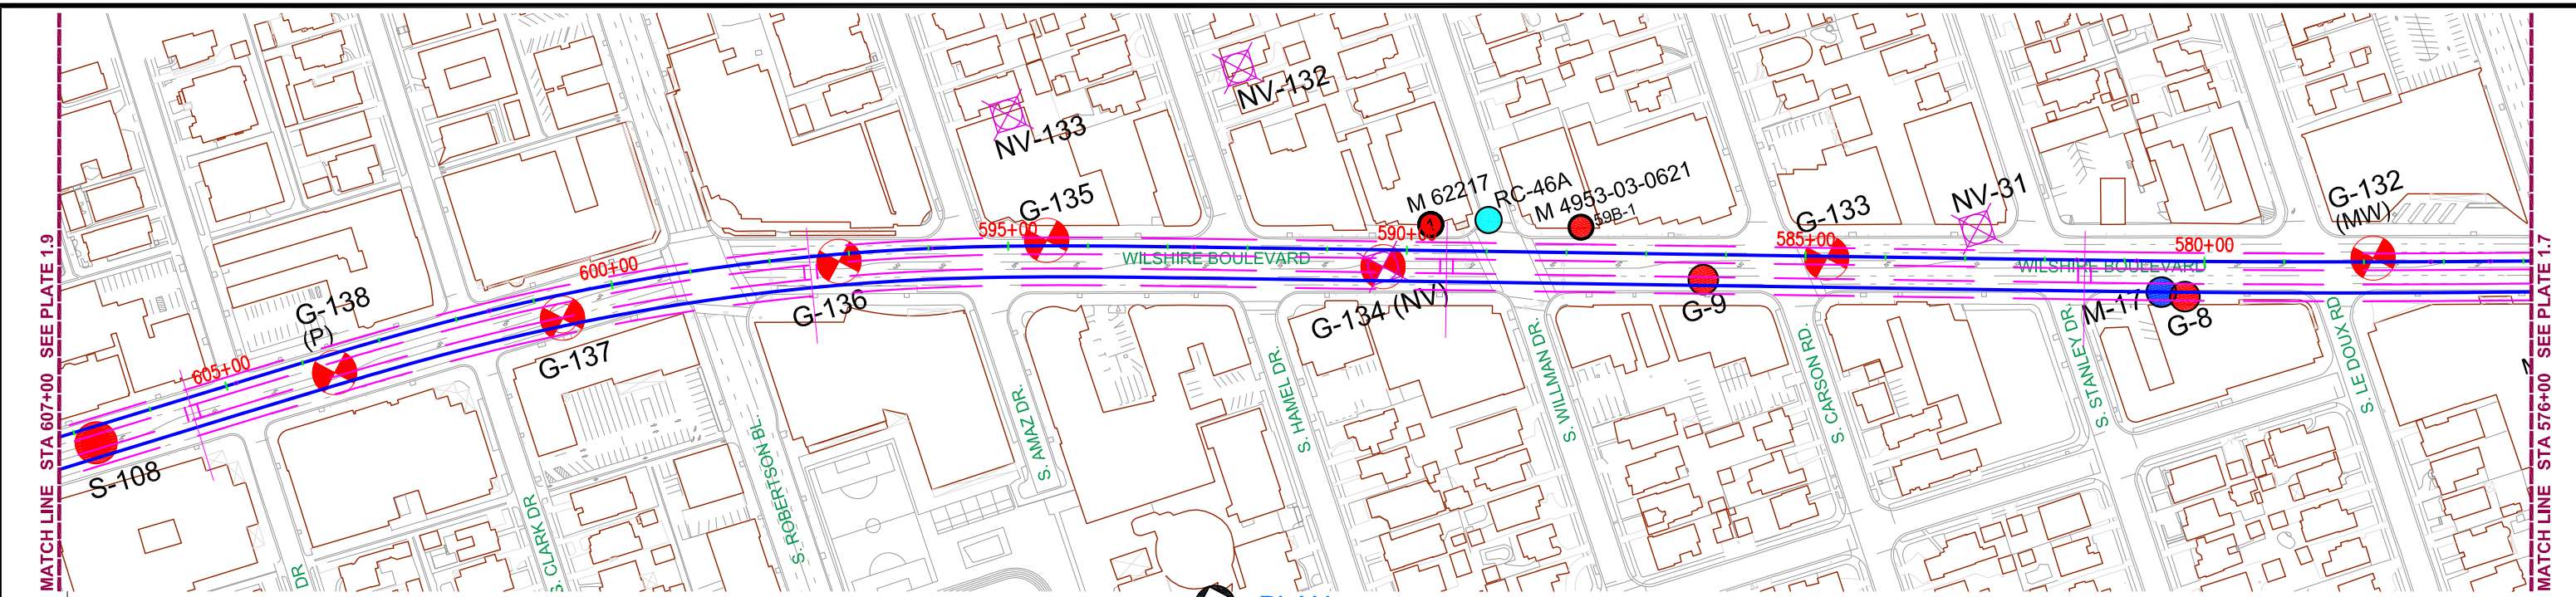 MATCH LINE STA 607+00 SEE PLATE 1.9
NV-132
NV-133
M 62217
RC-46A
M 4953-03-0621
59B-1
G-135
595+00
590+00
G-133
585+00
NV-31
G-132
(MW)
580+00
WILSHIRE BOULEVARD
WILSHIRE BOULEVARD
600+00
G-138
(P)
G-136
G-134 (NV)
G-9
M-17
G-8
G-137
605+00
S-108
S. CLARK DR
S. ROBERTSON BL.
S. AMAZ DR.
S. HAMEL DR.
S. WILLMAN DR.
S. CARSON RD.
S. STANLEY DR.
S. LE DOUX RD
DR
MATCH LINE STA 576+00 SEE PLATE 1.7